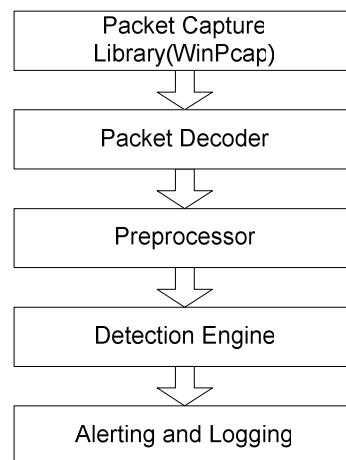 Packet Capture
Library(WinPcap)
Packet Decoder
Preprocessor
Detection Engine
Alerting and Logging